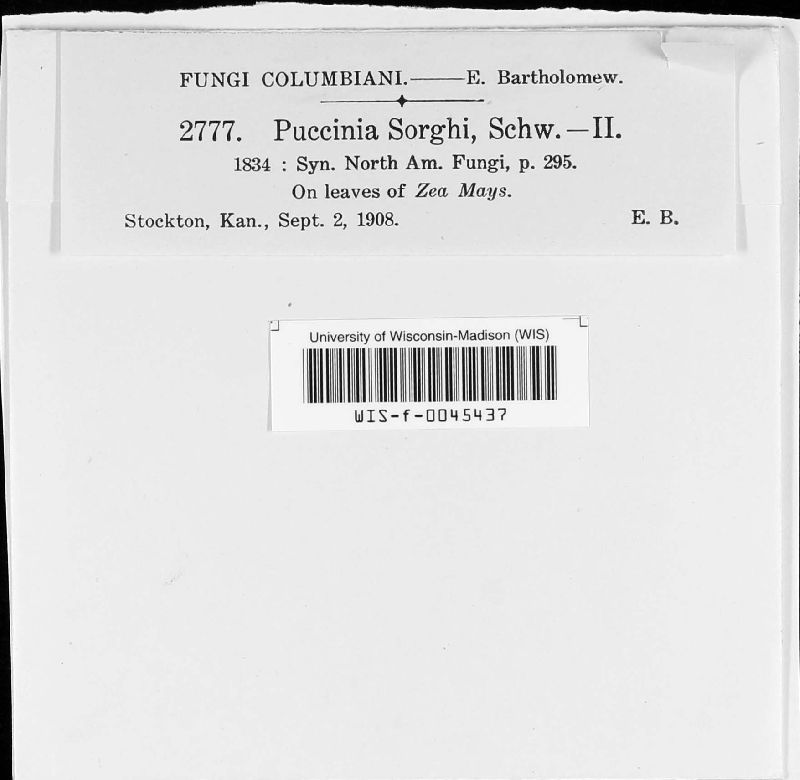 FUNGI COLUMBIANI.——E. Bartholomew.
2777. Puccinia Sorghi, Schw.—II.
1834 : Syn. North Am. Fungi, p. 295.
On leaves of Zea Mays.
Stockton, Kan., Sept. 2, 1908. E. B.
University of Wisconsin-Madison (WIS)
WIS-f-0045437